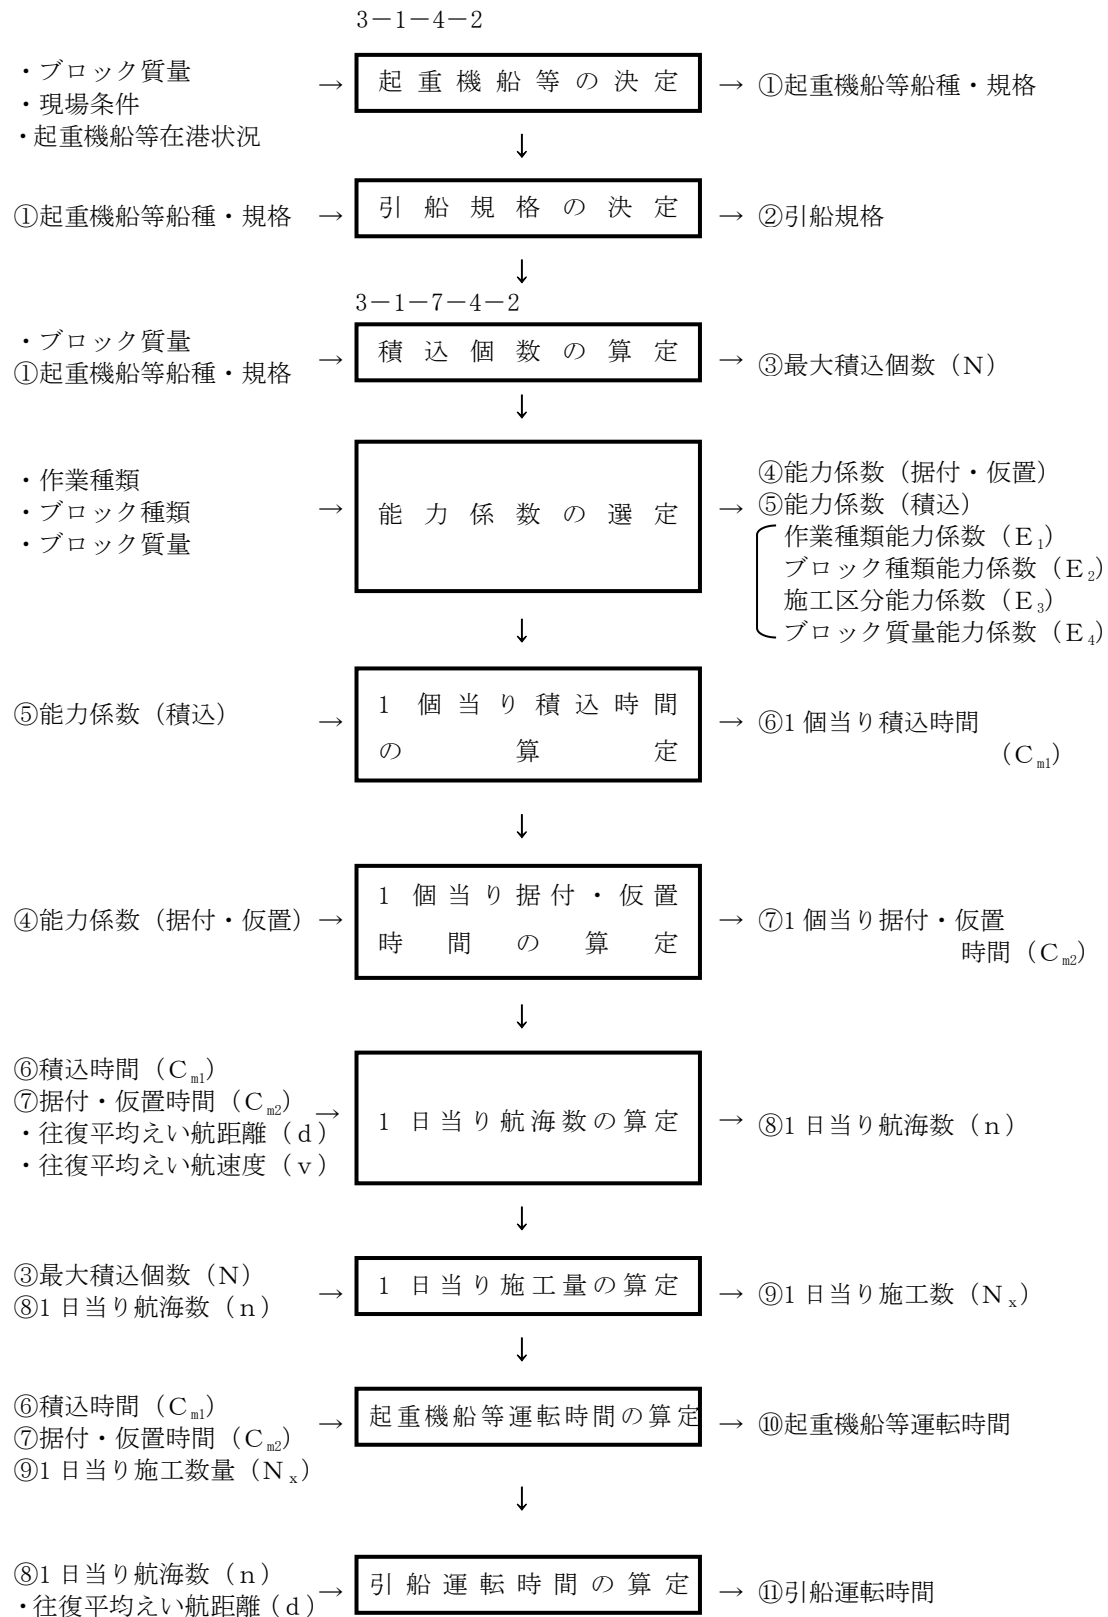 3－1－4－2
・ブロック質量
・現場条件
・起重機船等在港状況
→
起重機船等の決定
→ ①起重機船等船種・規格
↓
①起重機船等船種・規格 →
引船規格の決定
→ ②引船規格
↓
3－1－7－4－2
・ブロック質量
①起重機船等船種・規格
→
積込個数の算定
→ ③最大積込個数（N）
↓
・作業種類
・ブロック種類
・ブロック質量
→
能力係数の選定
→
④能力係数（据付・仮置）
⑤能力係数（積込）
作業種類能力係数（E₁）
ブロック種類能力係数（E₂）
施工区分能力係数（E₃）
ブロック質量能力係数（E₄）
↓
⑤能力係数（積込） →
1 個当り積込時間
の算定
→ ⑥1 個当り積込時間
（Cm1）
↓
④能力係数（据付・仮置） →
1 個当り据付・仮置
時間の算定
→ ⑦1 個当り据付・仮置
時間（Cm2）
↓
⑥積込時間（Cm1）
⑦据付・仮置時間（Cm2）
・往復平均えい航距離（d）
・往復平均えい航速度（v）
→
1 日当り航海数の算定
→ ⑧1 日当り航海数（n）
↓
③最大積込個数（N）
⑧1 日当り航海数（n）
→
1 日当り施工量の算定
→ ⑨1 日当り施工数（Nx）
↓
⑥積込時間（Cm1）
⑦据付・仮置時間（Cm2）
⑨1 日当り施工数量（Nx）
→
起重機船等運転時間の算定
→ ⑩起重機船等運転時間
↓
⑧1 日当り航海数（n）
・往復平均えい航距離（d）
→
引船運転時間の算定
→ ⑪引船運転時間